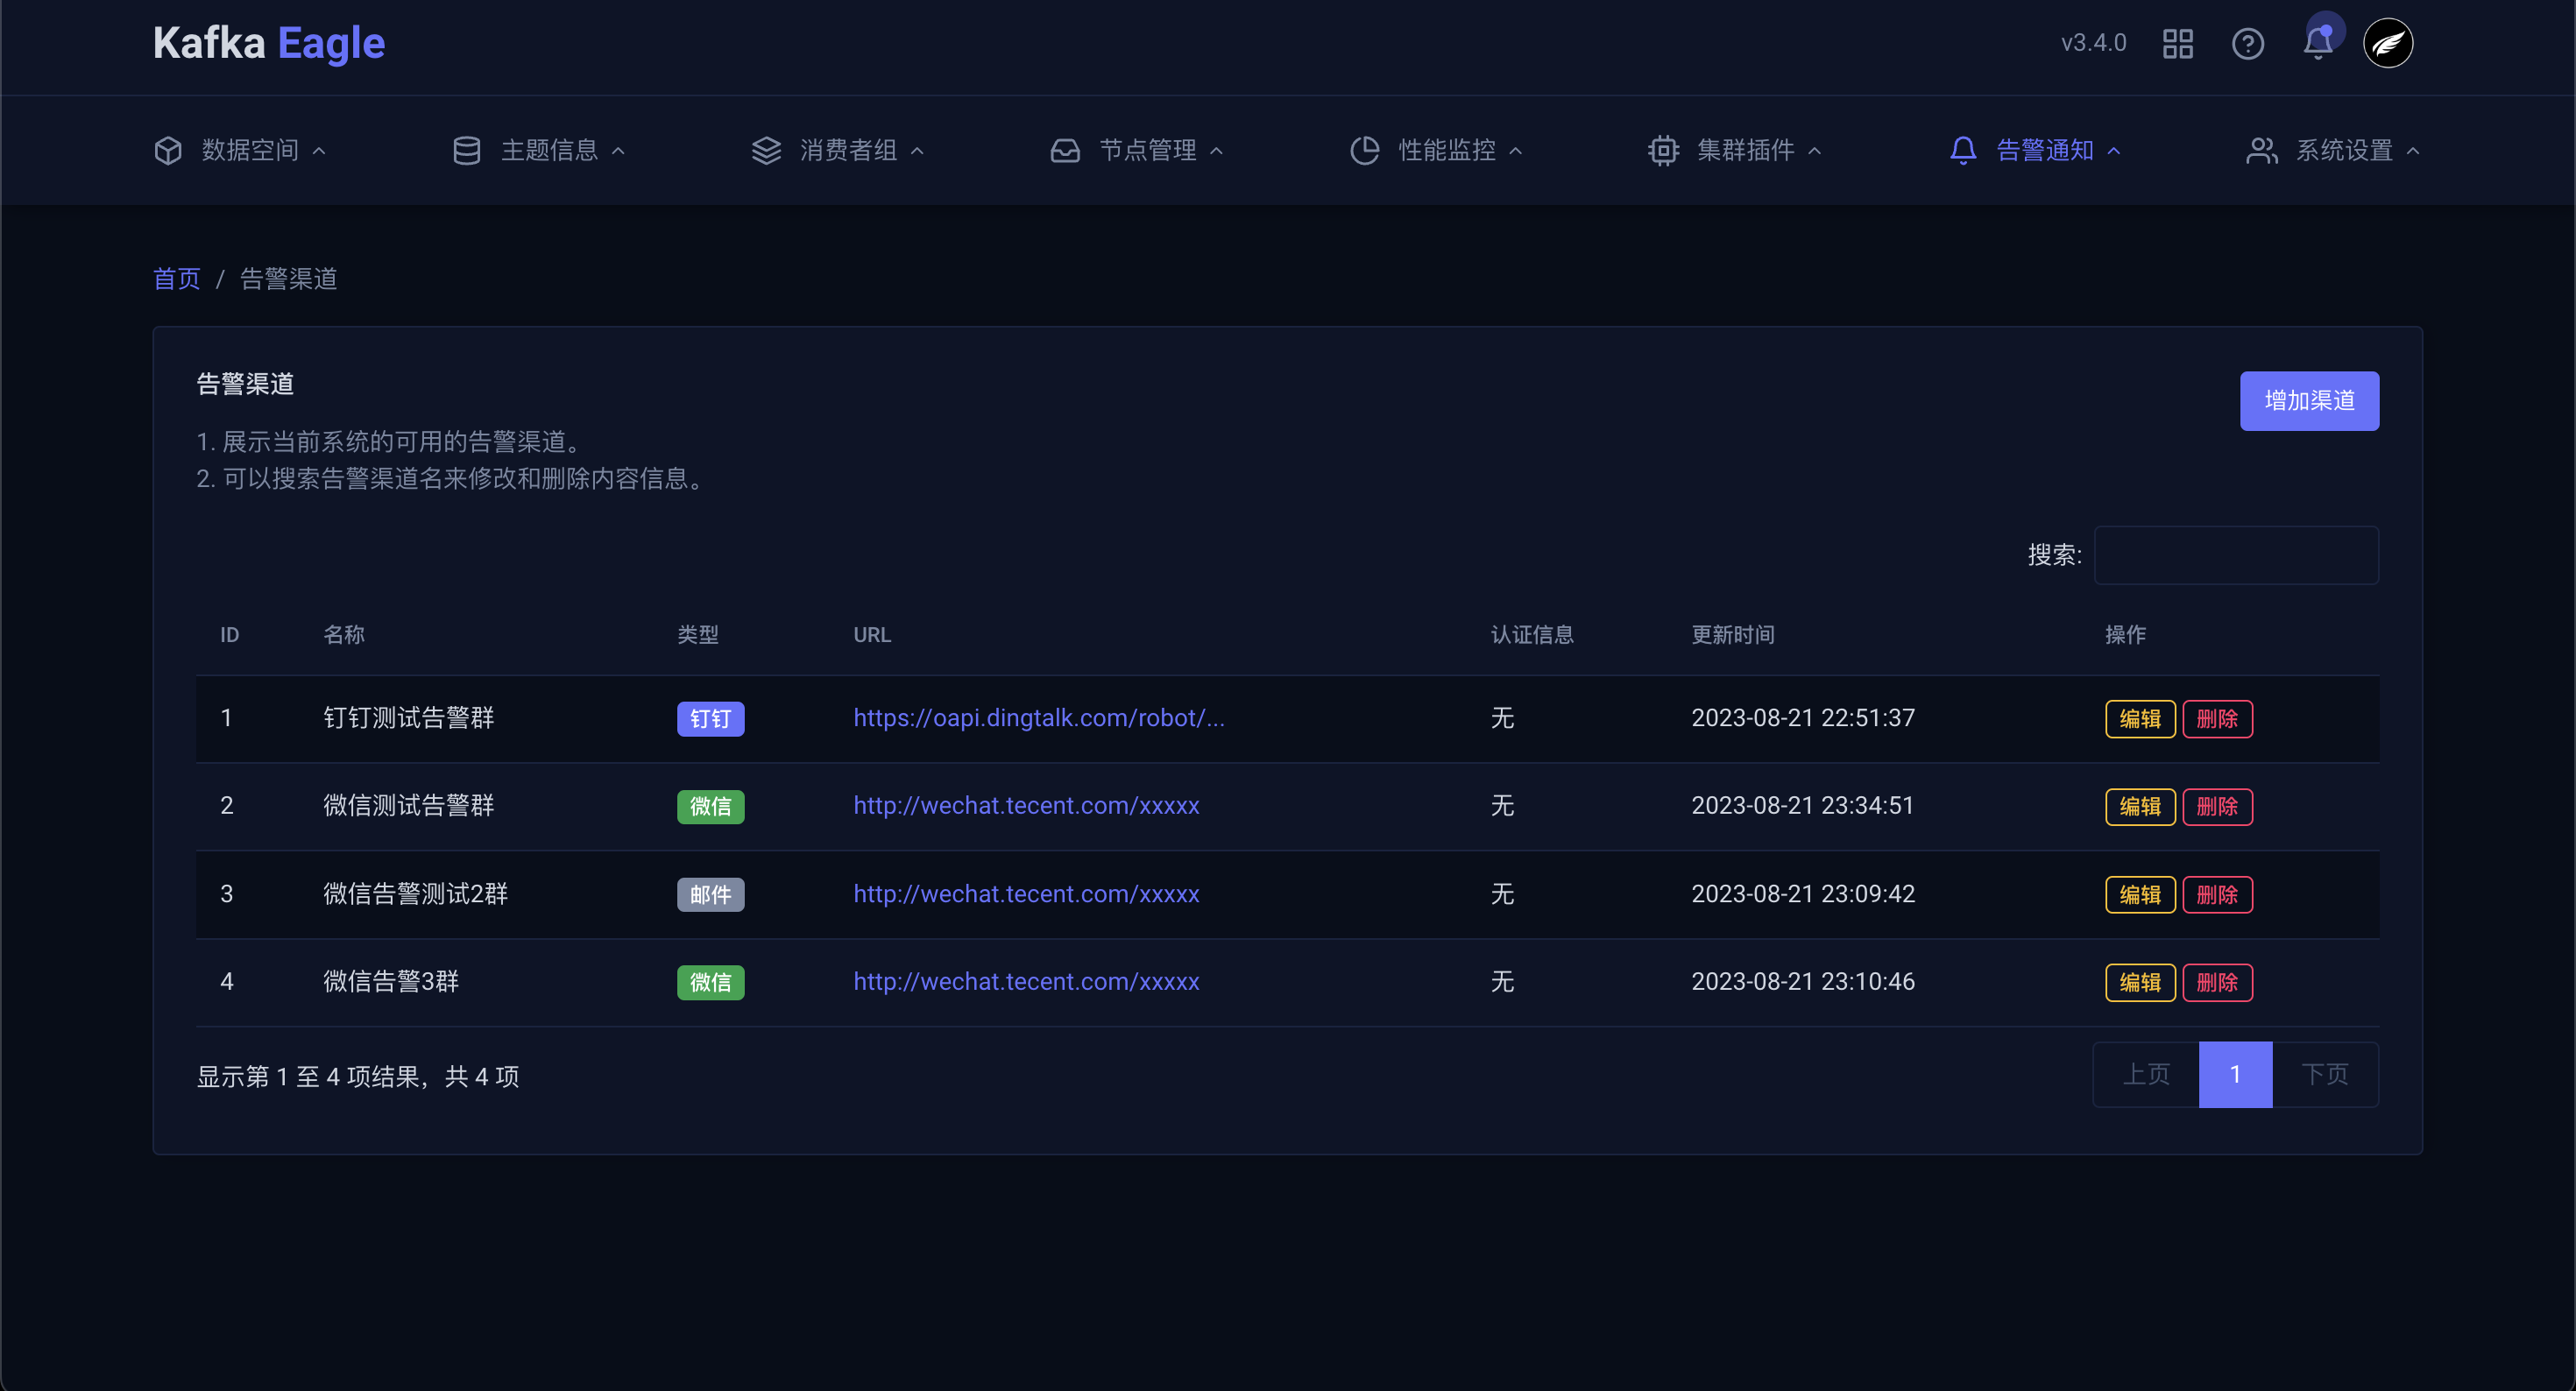 Kafka Eagle
v3.4.0
数据空间 主题信息 消费者组 节点管理 性能监控 集群插件 告警通知 系统设置
首页 / 告警渠道
告警渠道
增加渠道
1. 展示当前系统的可用的告警渠道。
2. 可以搜索告警渠道名来修改和删除内容信息。
搜索:
ID 名称 类型 URL 认证信息 更新时间 操作
1 钉钉测试告警群 钉钉 https://oapi.dingtalk.com/robot/... 无 2023-08-21 22:51:37 编辑 删除
2 微信测试告警群 微信 http://wechat.tecent.com/xxxxx 无 2023-08-21 23:34:51 编辑 删除
3 微信告警测试2群 邮件 http://wechat.tecent.com/xxxxx 无 2023-08-21 23:09:42 编辑 删除
4 微信告警3群 微信 http://wechat.tecent.com/xxxxx 无 2023-08-21 23:10:46 编辑 删除
显示第 1 至 4 项结果，共 4 项
上页 1 下页